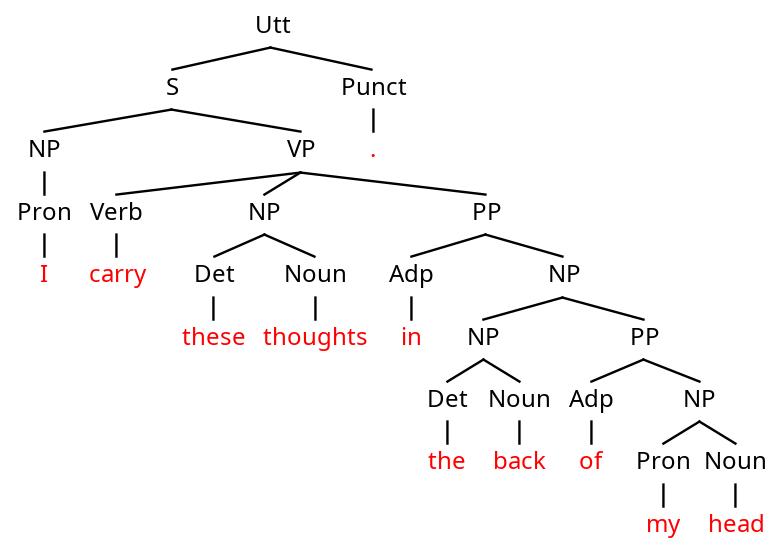 Utt
S Punct
NP VP .
Pron Verb NP PP
I carry Det Noun Adp NP
these thoughts in NP PP
Det Noun Adp NP
the back of Pron Noun
my head